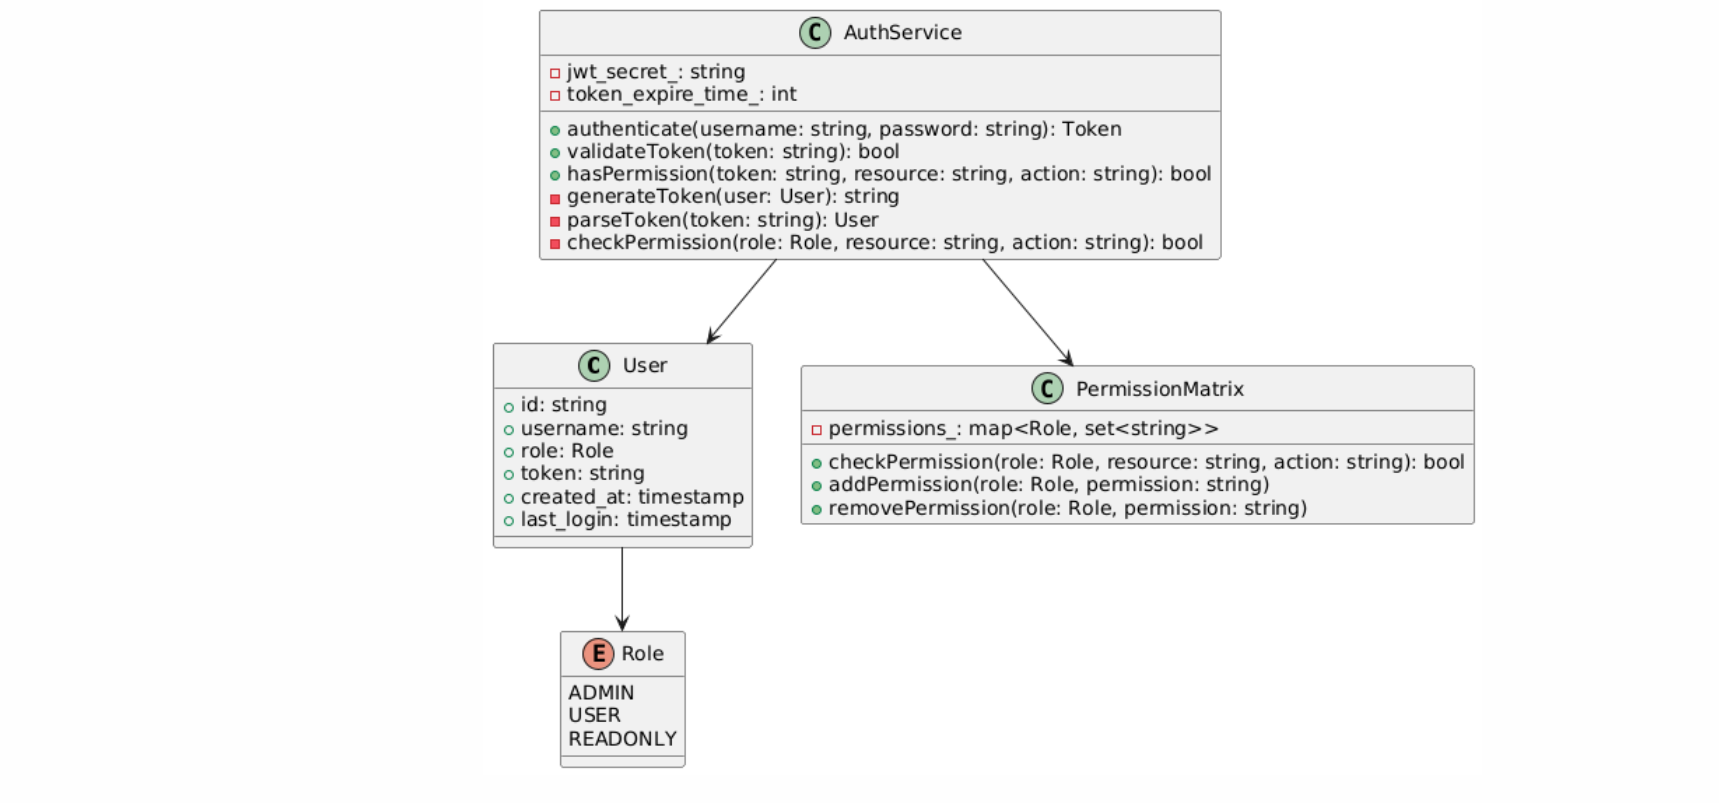 C AuthService
jwt_secret_: string
token_expire_time_: int
authenticate(username: string, password: string): Token
validateToken(token: string): bool
hasPermission(token: string, resource: string, action: string): bool
generateToken(user: User): string
parseToken(token: string): User
checkPermission(role: Role, resource: string, action: string): bool
C User
id: string
username: string
role: Role
token: string
created_at: timestamp
last_login: timestamp
C PermissionMatrix
permissions_: map<Role, set<string>>
checkPermission(role: Role, resource: string, action: string): bool
addPermission(role: Role, permission: string)
removePermission(role: Role, permission: string)
E Role
ADMIN
USER
READONLY